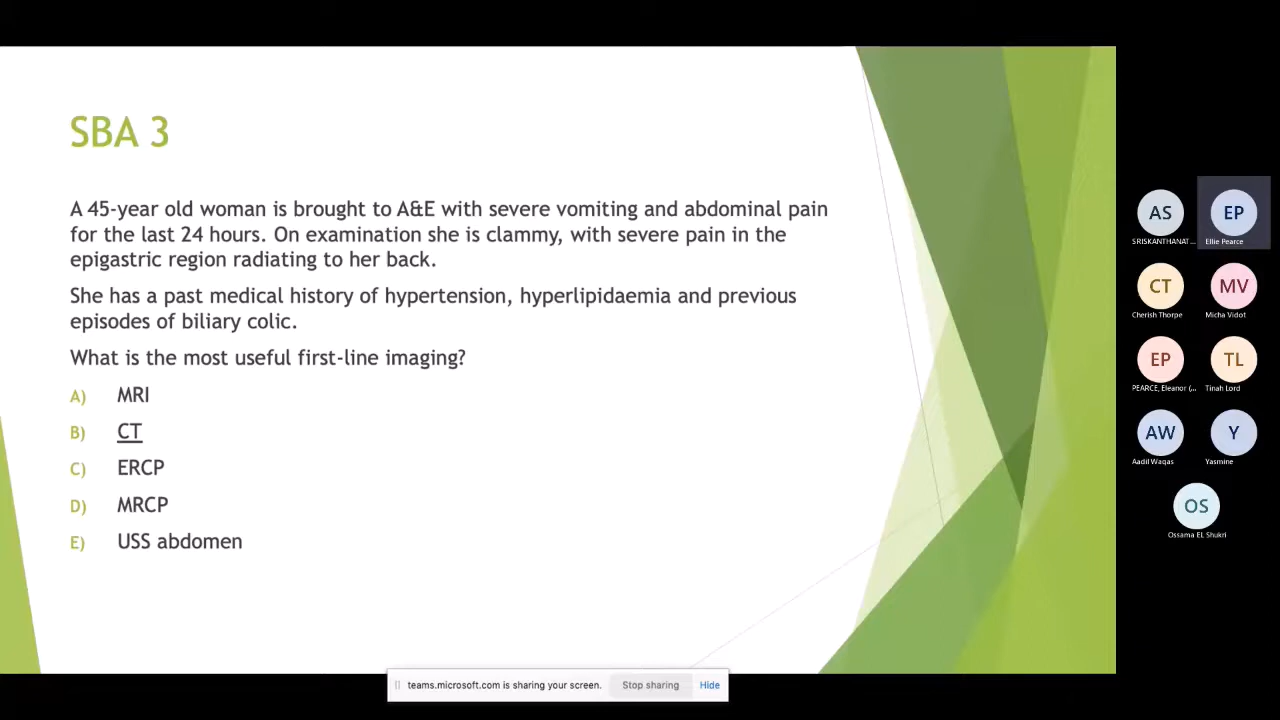 SBA 3
A 45-year old woman is brought to A&E with severe vomiting and abdominal pain
for the last 24 hours. On examination she is clammy, with severe pain in the
epigastric region radiating to her back.
She has a past medical history of hypertension, hyperlipidaemia and previous
episodes of biliary colic.
What is the most useful first-line imaging?
A) MRI
B) CT
C) ERCP
D) MRCP
E) USS abdomen
AS
SRISKANTHANAT...
EP
Ellie Pearce
CT
Cherish Thorpe
MV
Micha Vidot
EP
PEARCE, Eleanor (...
TL
Tinah Lord
AW
Aadil Waqas
Y
Yasmine
OS
Ossama EL Shukri
teams.microsoft.com is sharing your screen.
Stop sharing
Hide